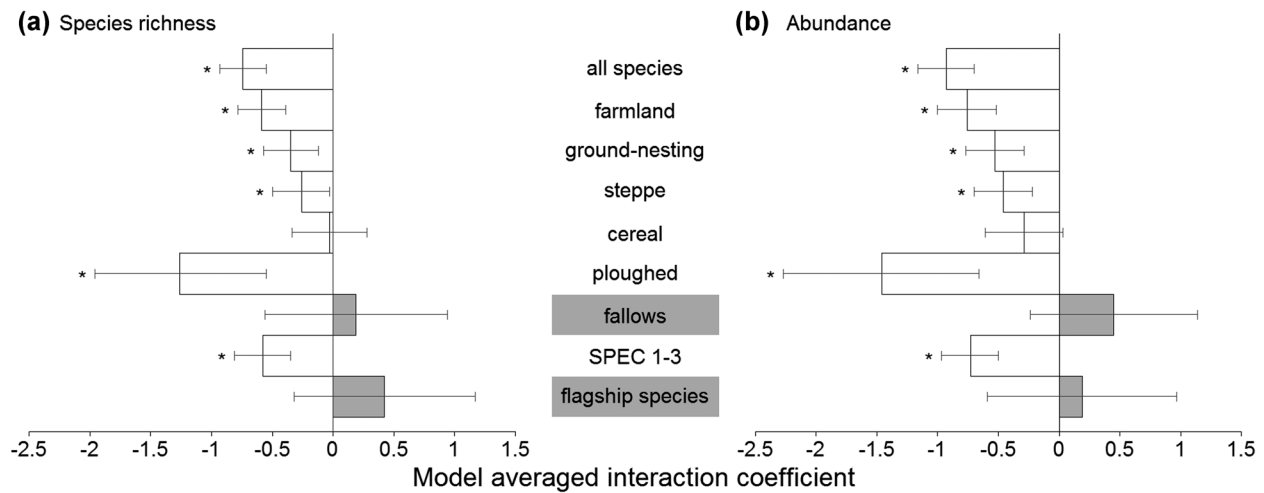 (a) Species richness
(b) Abundance
* all species *
* farmland *
* ground-nesting *
* steppe *
cereal
* ploughed *
fallows
* SPEC 1-3 *
flagship species
-2.5 -2 -1.5 -1 -0.5 0 0.5 1 1.5
-2.5 -2 -1.5 -1 -0.5 0 0.5 1 1.5
Model averaged interaction coefficient